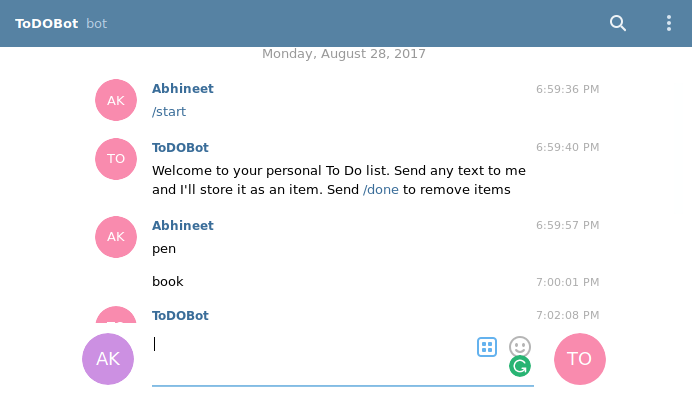 ToDOBot bot
Monday, August 28, 2017
Abhineet 6:59:36 PM
AK
/start
ToDOBot 6:59:40 PM
TO
Welcome to your personal To Do list. Send any text to me
and I'll store it as an item. Send /done to remove items
Abhineet 6:59:57 PM
AK
pen
book 7:00:01 PM
ToDOBot 7:02:08 PM
TO
AK
TO